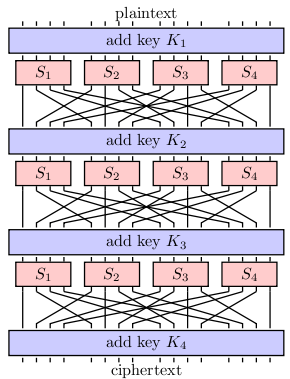 plaintext
add key K₁
S₁ S₂ S₃ S₄
add key K₂
S₁ S₂ S₃ S₄
add key K₃
S₁ S₂ S₃ S₄
add key K₄
ciphertext